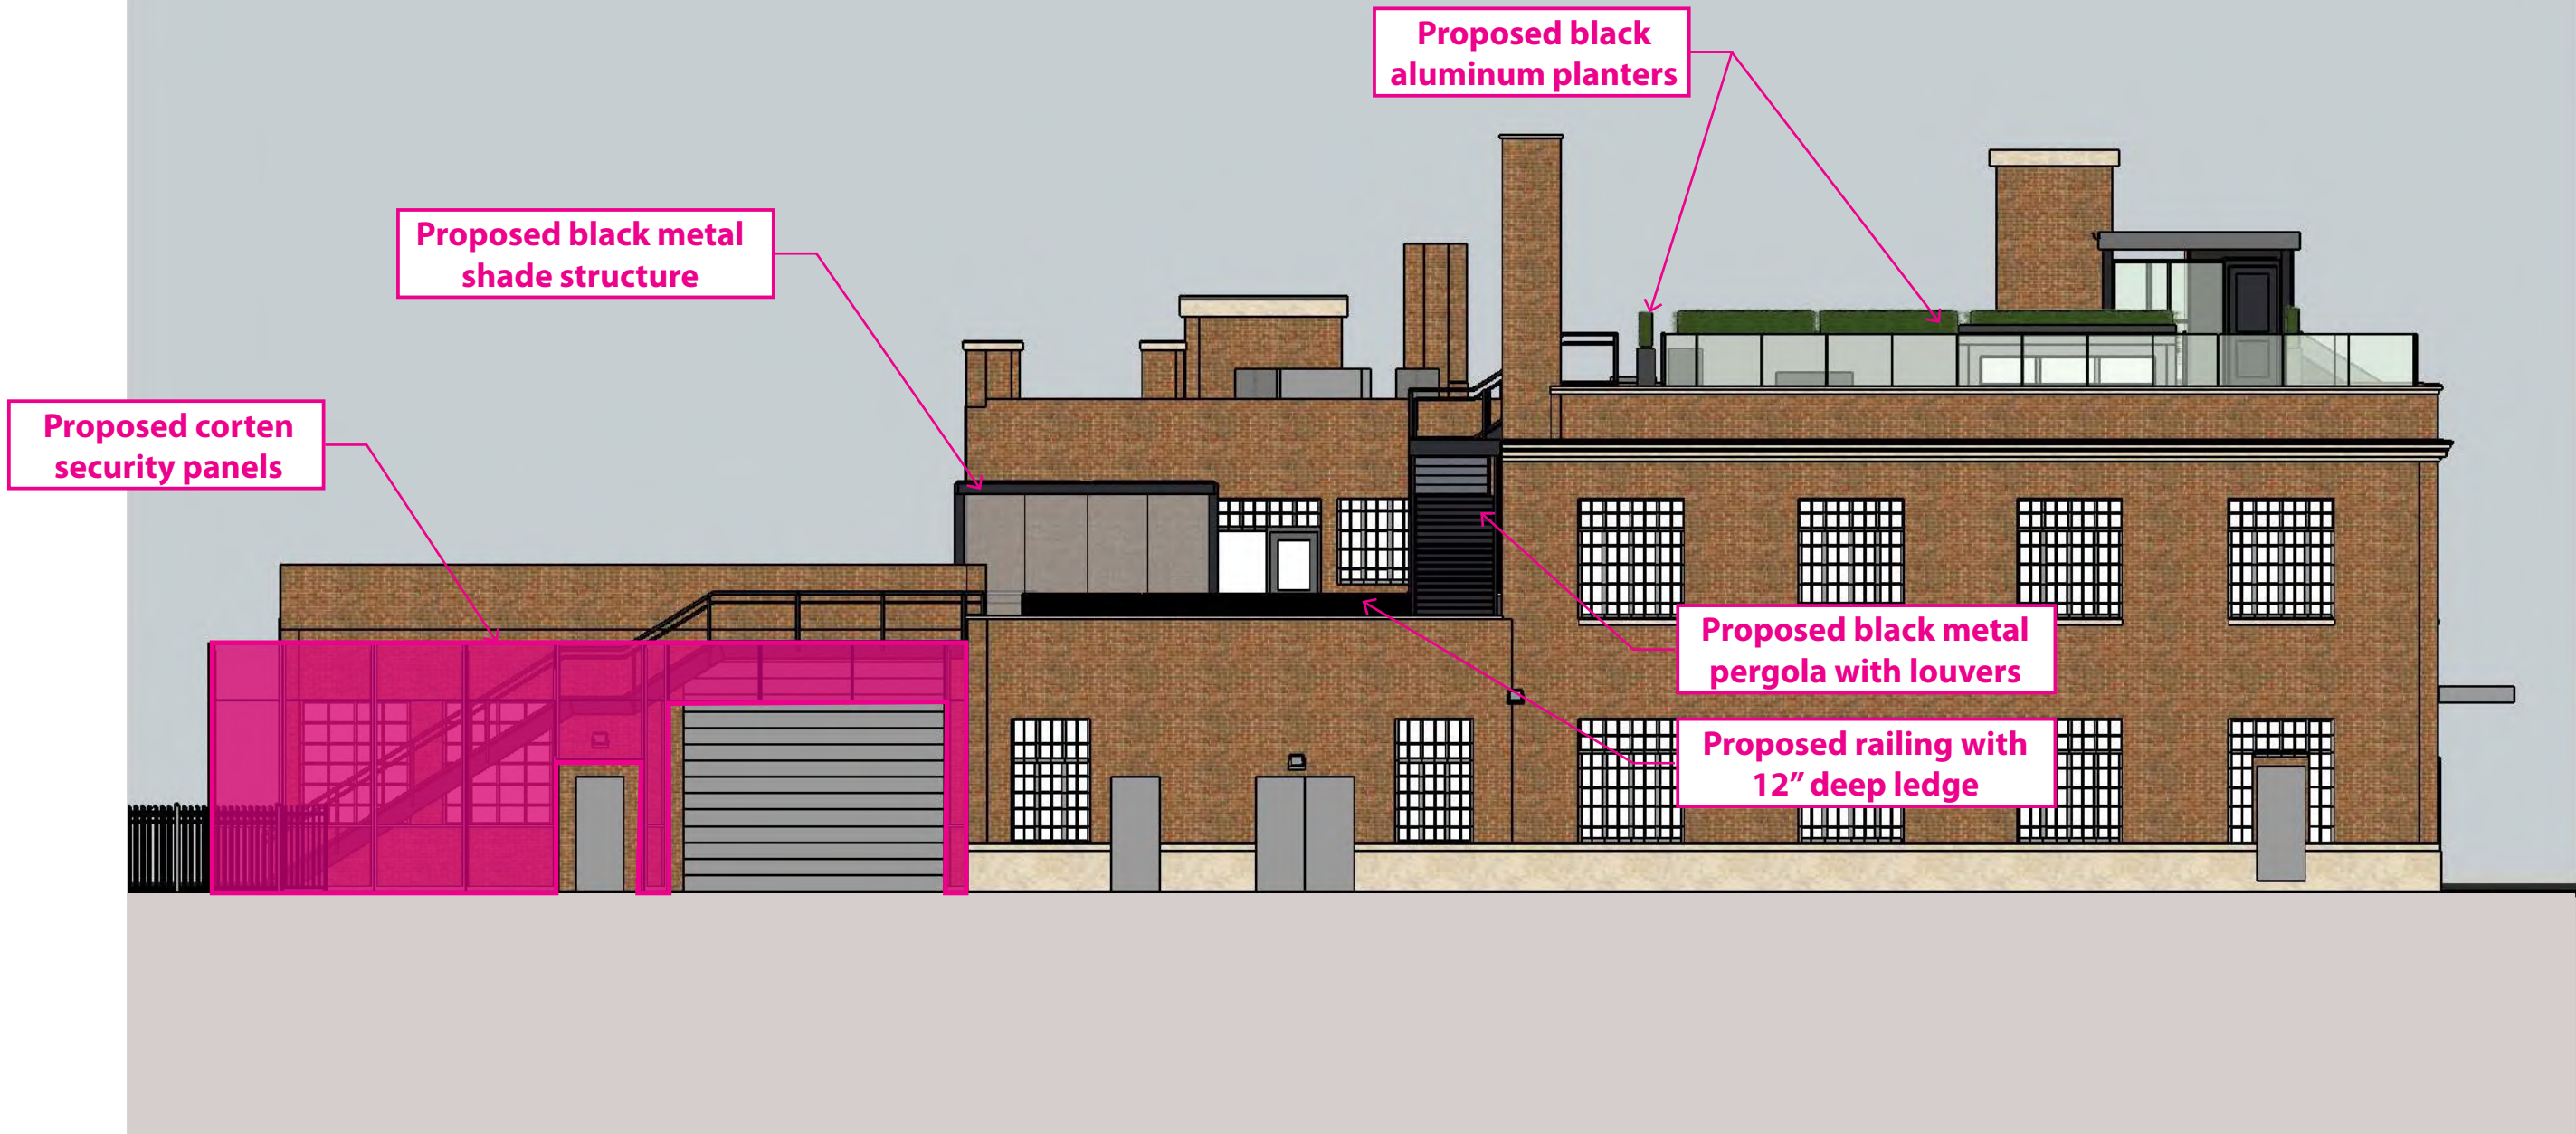 Proposed black
aluminum planters
Proposed black metal
shade structure
Proposed corten
security panels
Proposed black metal
pergola with louvers
Proposed railing with
12” deep ledge